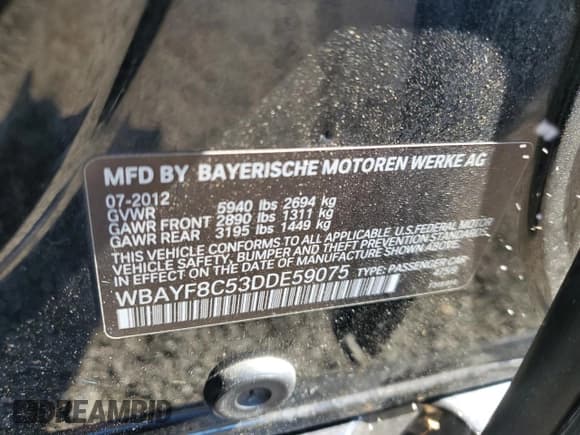 MFD BY BAYERISCHE MOTOREN WERKE AG
07-2012
GVWR 5940 lbs 2694 kg
GAWR FRONT 2890 lbs 1311 kg
GAWR REAR 3195 lbs 1449 kg
THIS VEHICLE CONFORMS TO ALL APPLICABLE U.S.FEDERAL MOTOR
VEHICLE SAFETY, BUMPER AND THEFT PREVENTION STANDARDS
IN EFFECT ON THE DATE OF MANUFACTURE SHOWN ABOVE.
WBAYF8C53DDE59075 TYPE: PASSENGER CAR
DREAMBID